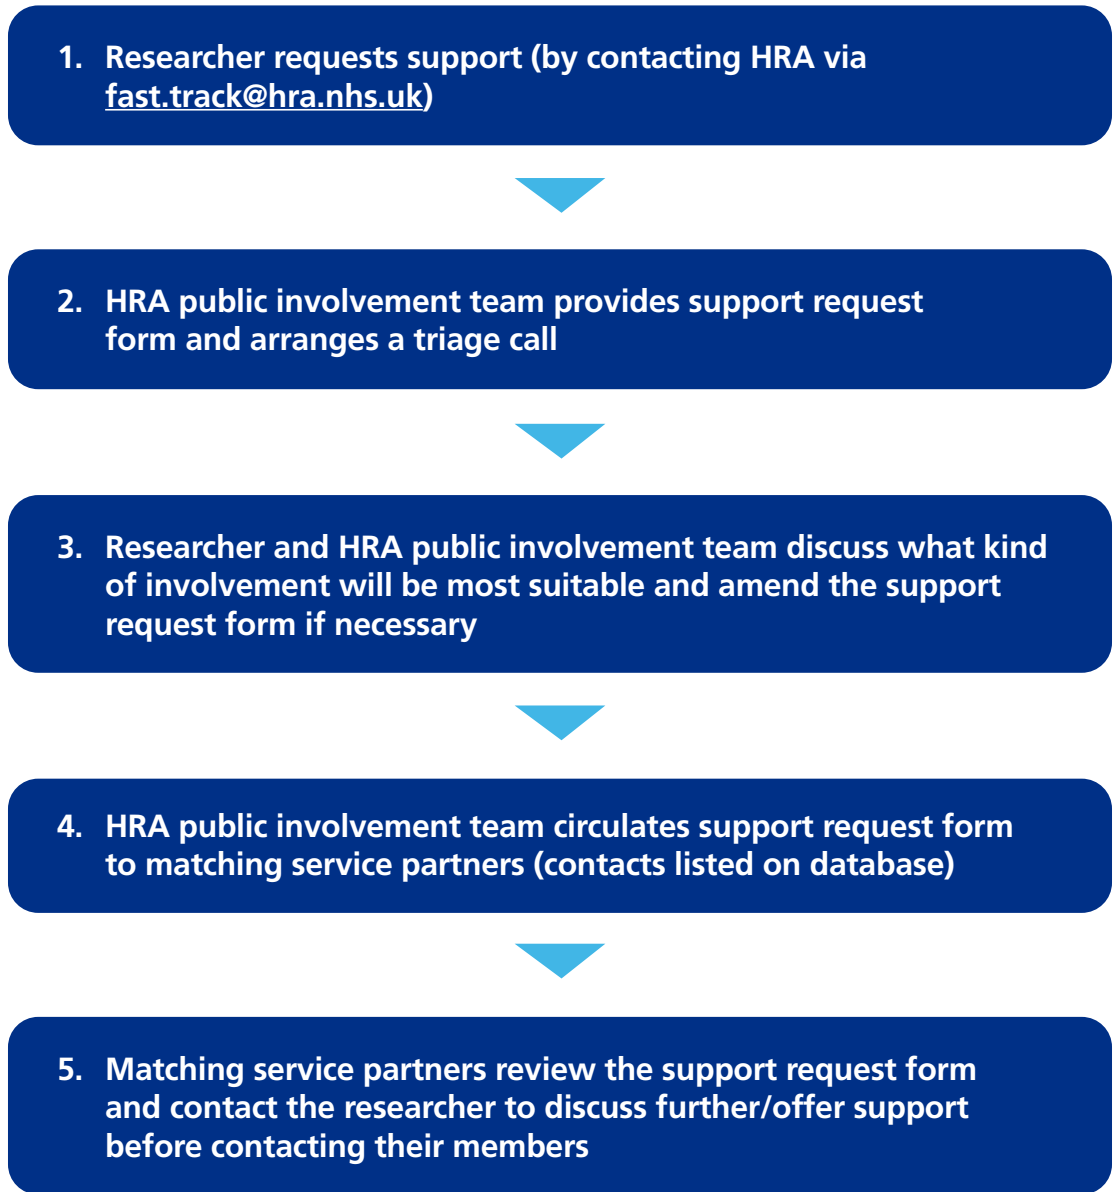 1. Researcher requests support (by contacting HRA via
fast.track@hra.nhs.uk)
2. HRA public involvement team provides support request
form and arranges a triage call
3. Researcher and HRA public involvement team discuss what kind
of involvement will be most suitable and amend the support
request form if necessary
4. HRA public involvement team circulates support request form
to matching service partners (contacts listed on database)
5. Matching service partners review the support request form
and contact the researcher to discuss further/offer support
before contacting their members